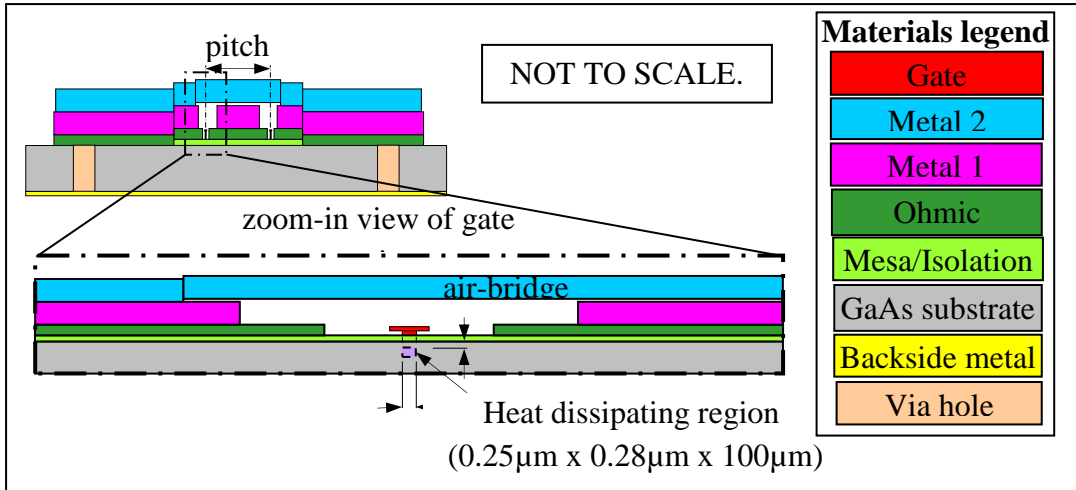 pitch
NOT TO SCALE.
zoom-in view of gate
air-bridge
Heat dissipating region
(0.25µm x 0.28µm x 100µm)
Materials legend
Gate
Metal 2
Metal 1
Ohmic
Mesa/Isolation
GaAs substrate
Backside metal
Via hole